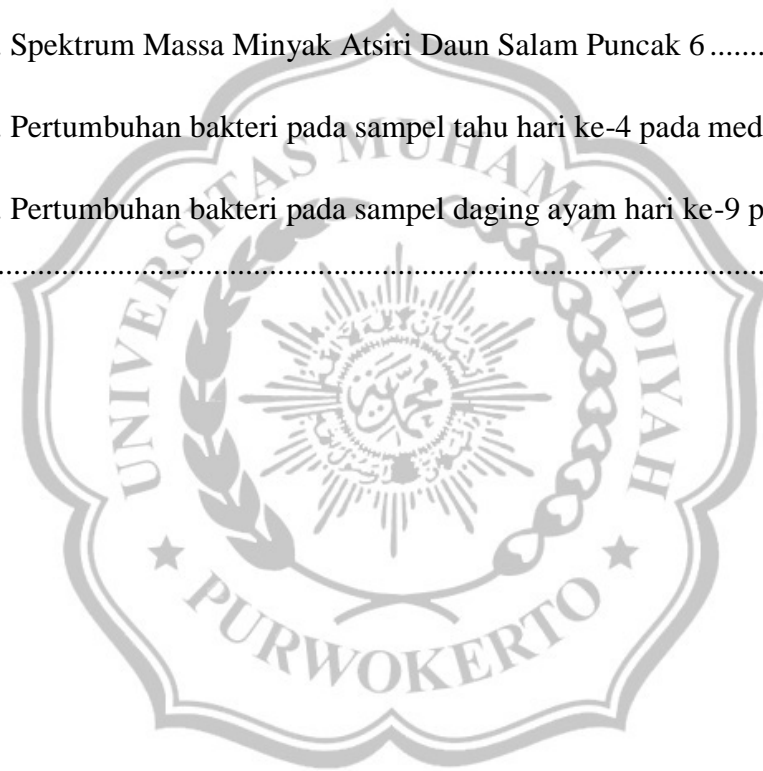 . Spektrum Massa Minyak Atsiri Daun Salam Puncak 6 .......
. Pertumbuhan bakteri pada sampel tahu hari ke-4 pada med
. Pertumbuhan bakteri pada sampel daging ayam hari ke-9 p
..............................................................................................................
UNIVERSITAS MUHAMMADIYAH
PURWOKERTO